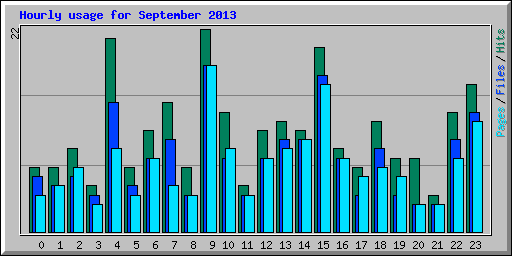 Hourly usage for September 2013
22
Pages/Files/Hits
0 1 2 3 4 5 6 7 8 9 10 11 12 13 14 15 16 17 18 19 20 21 22 23